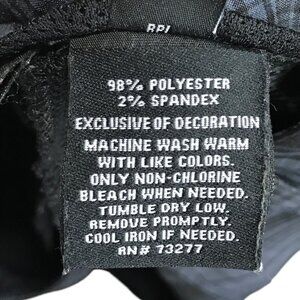 98% POLYESTER
2% SPANDEX
EXCLUSIVE OF DECORATION
MACHINE WASH WARM
WITH LIKE COLORS.
ONLY NON-CHLORINE
BLEACH WHEN NEEDED.
TUMBLE DRY LOW.
REMOVE PROMPTLY.
COOL IRON IF NEEDED.
RN# 73277